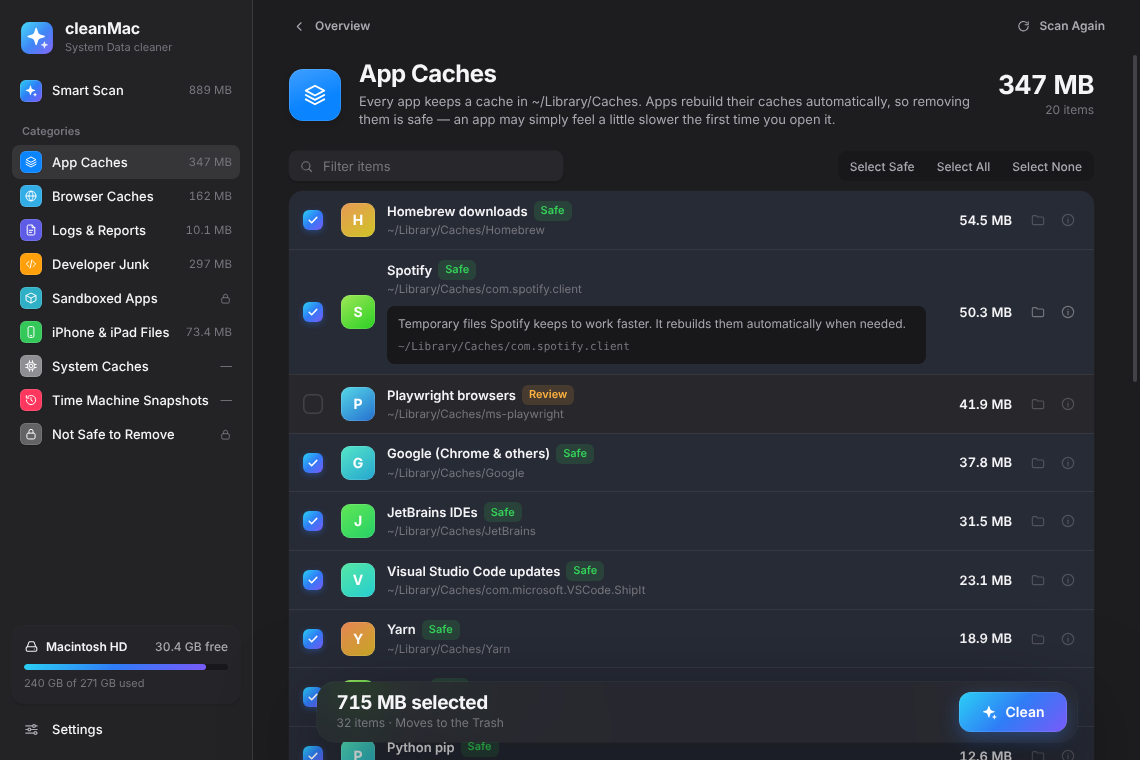 cleanMac
System Data cleaner
Smart Scan 889 MB
Categories
App Caches 347 MB
Browser Caches 162 MB
Logs & Reports 10.1 MB
Developer Junk 297 MB
Sandboxed Apps
iPhone & iPad Files 73.4 MB
System Caches —
Time Machine Snapshots —
Not Safe to Remove
Macintosh HD 30.4 GB free
240 GB of 271 GB used
Settings
Overview
Scan Again
App Caches
Every app keeps a cache in ~/Library/Caches. Apps rebuild their caches automatically, so removing
them is safe — an app may simply feel a little slower the first time you open it.
347 MB
20 items
Filter items
Select Safe Select All Select None
H Homebrew downloads Safe 54.5 MB
~/Library/Caches/Homebrew
Spotify Safe
~/Library/Caches/com.spotify.client
S 50.3 MB
Temporary files Spotify keeps to work faster. It rebuilds them automatically when needed.
~/Library/Caches/com.spotify.client
P Playwright browsers Review 41.9 MB
~/Library/Caches/ms-playwright
G Google (Chrome & others) Safe 37.8 MB
~/Library/Caches/Google
J JetBrains IDEs Safe 31.5 MB
~/Library/Caches/JetBrains
V Visual Studio Code updates Safe 23.1 MB
~/Library/Caches/com.microsoft.VSCode.ShipIt
Y Yarn Safe 18.9 MB
~/Library/Caches/Yarn
715 MB selected
32 items · Moves to the Trash
Clean
P Python pip Safe 12.6 MB